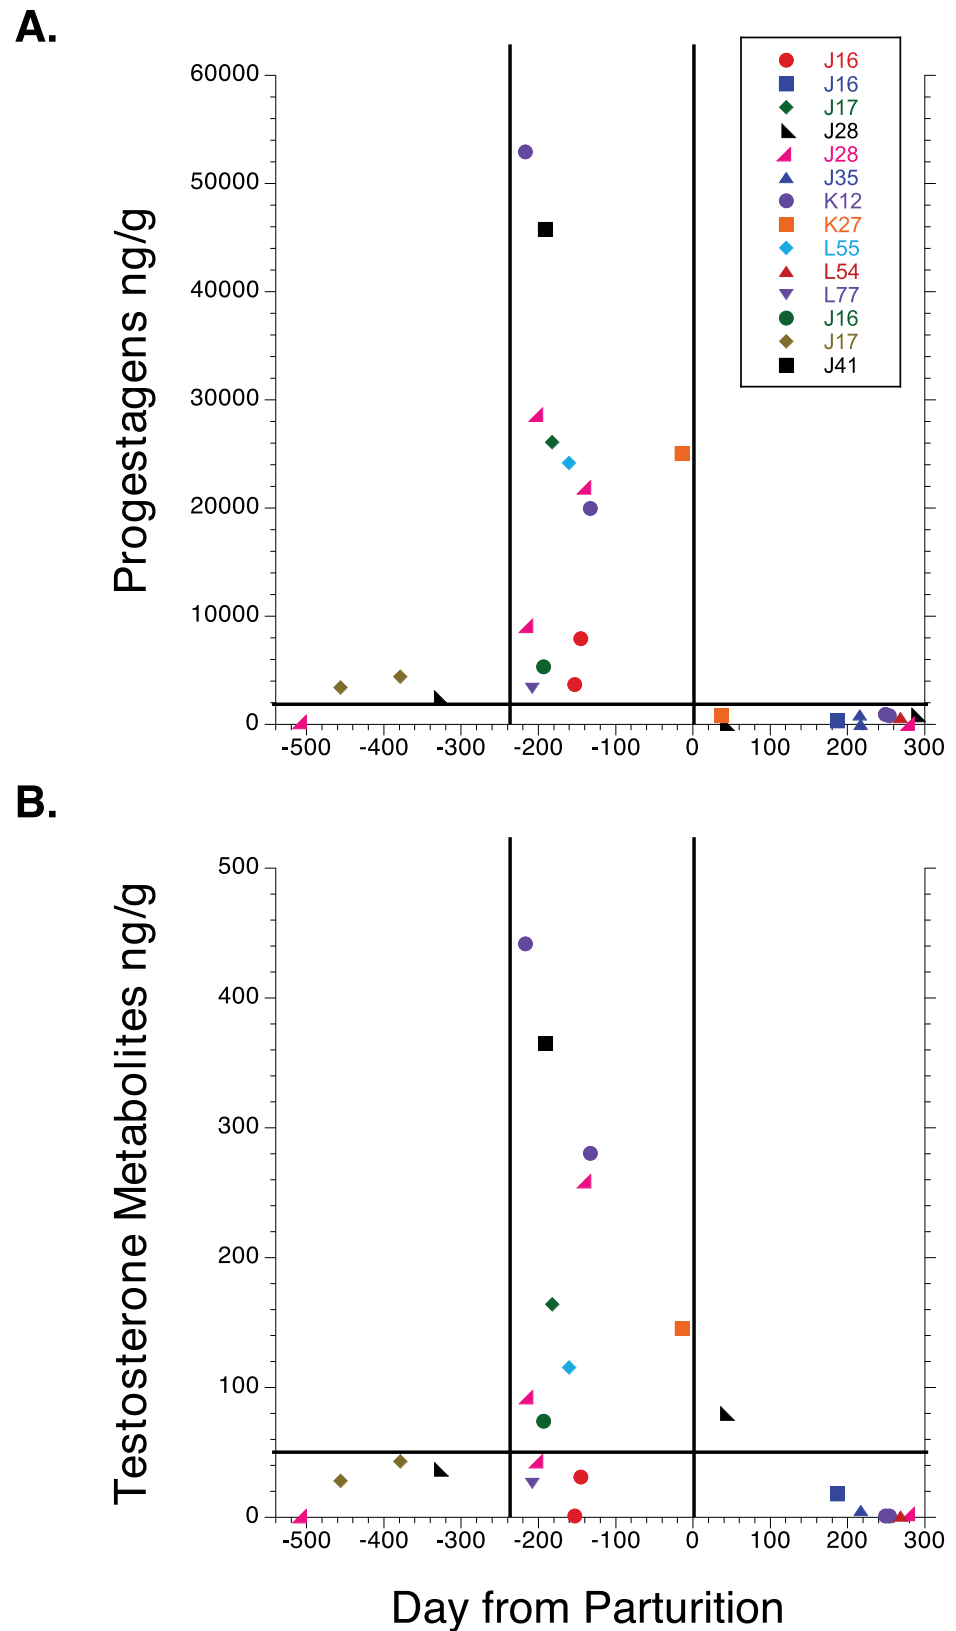 A.
60000
50000
40000
30000
20000
10000
0
Progestagens ng/g
J16
J16
J17
J28
J28
J35
K12
K27
L55
L54
L77
J16
J17
J41
-500 -400 -300 -200 -100 0 100 200 300
B.
500
400
300
200
100
0
Testosterone Metabolites ng/g
-500 -400 -300 -200 -100 0 100 200 300
Day from Parturition